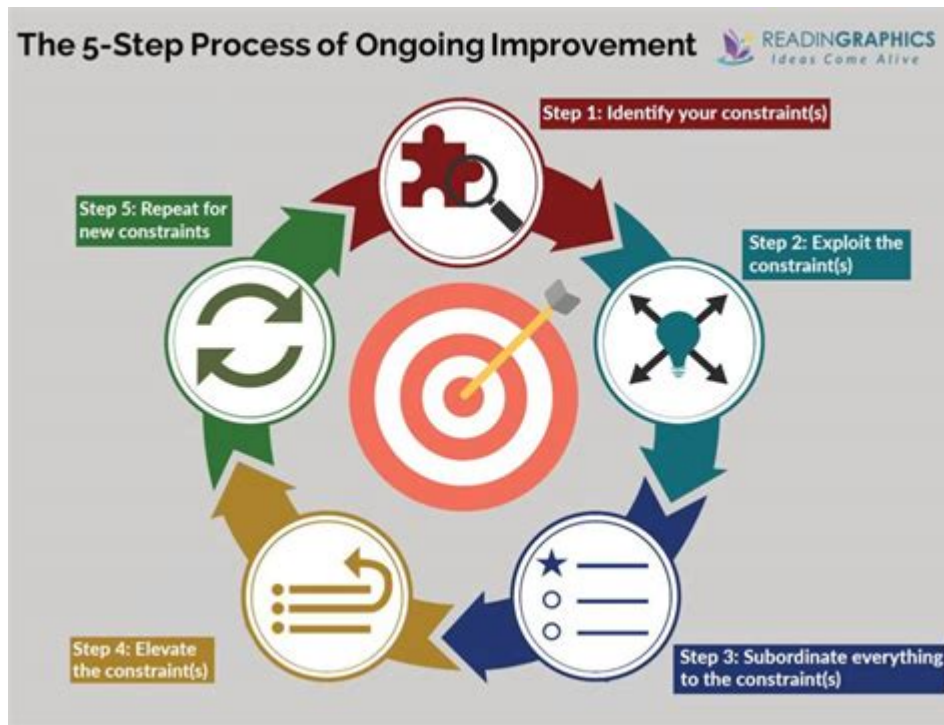 The 5-Step Process of Ongoing Improvement
READINGRAPHICS
Ideas Come Alive
Step 1: Identify your constraint(s)
Step 2: Exploit the
constraint(s)
Step 3: Subordinate everything
to the constraint(s)
Step 4: Elevate
the constraint(s)
Step 5: Repeat for
new constraints